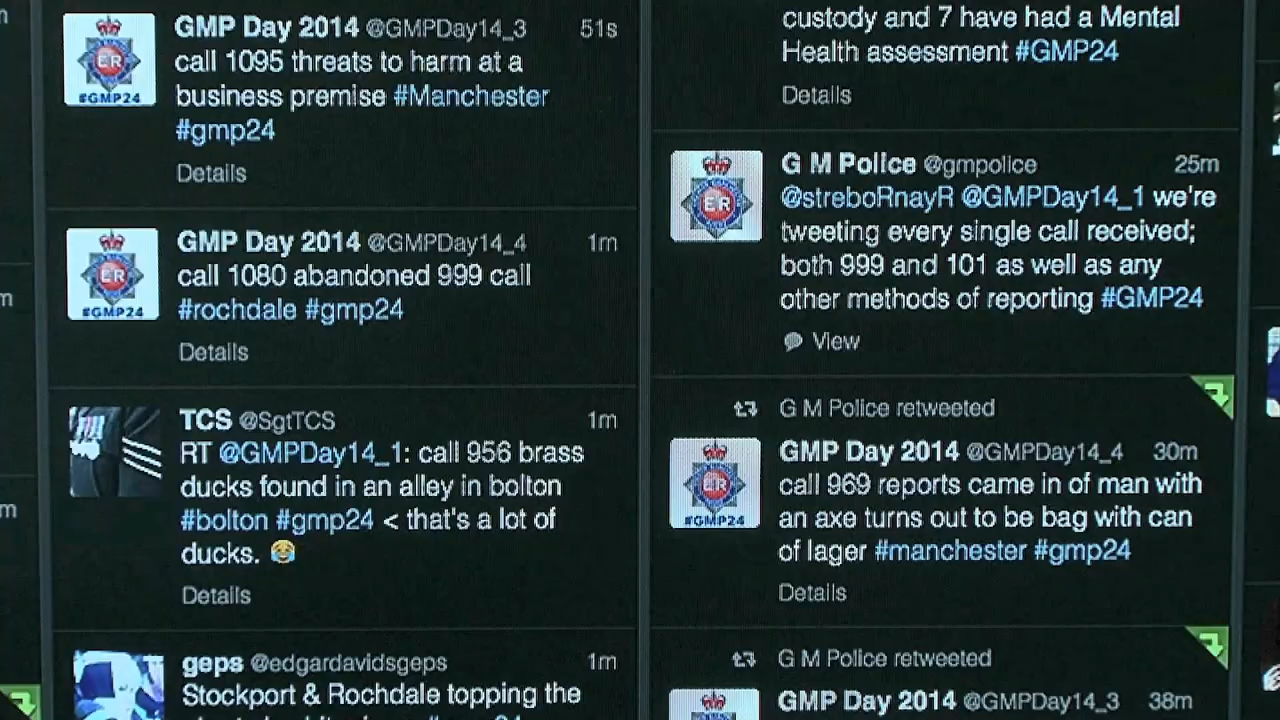 GMP Day 2014 @GMPDay14_3 51s
call 1095 threats to harm at a
business premise #Manchester
#gmp24
Details
#GMP24
GMP Day 2014 @GMPDay14_4 1m
call 1080 abandoned 999 call
#rochdale #gmp24
Details
#GMP24
TCS @SgtTCS 1m
RT @GMPDay14_1: call 956 brass
ducks found in an alley in bolton
#bolton #gmp24 < that's a lot of
ducks. 😂
Details
geps @edgardavidsgeps 1m
Stockport & Rochdale topping the
custody and 7 have had a Mental
Health assessment #GMP24
Details
G M Police @gmpolice 25m
@streboRnayR @GMPDay14_1 we're
tweeting every single call received;
both 999 and 101 as well as any
other methods of reporting #GMP24
View
G M Police retweeted
GMP Day 2014 @GMPDay14_4 30m
call 969 reports came in of man with
an axe turns out to be bag with can
of lager #manchester #gmp24
Details
#GMP24
G M Police retweeted
GMP Day 2014 @GMPDay14_3 38m